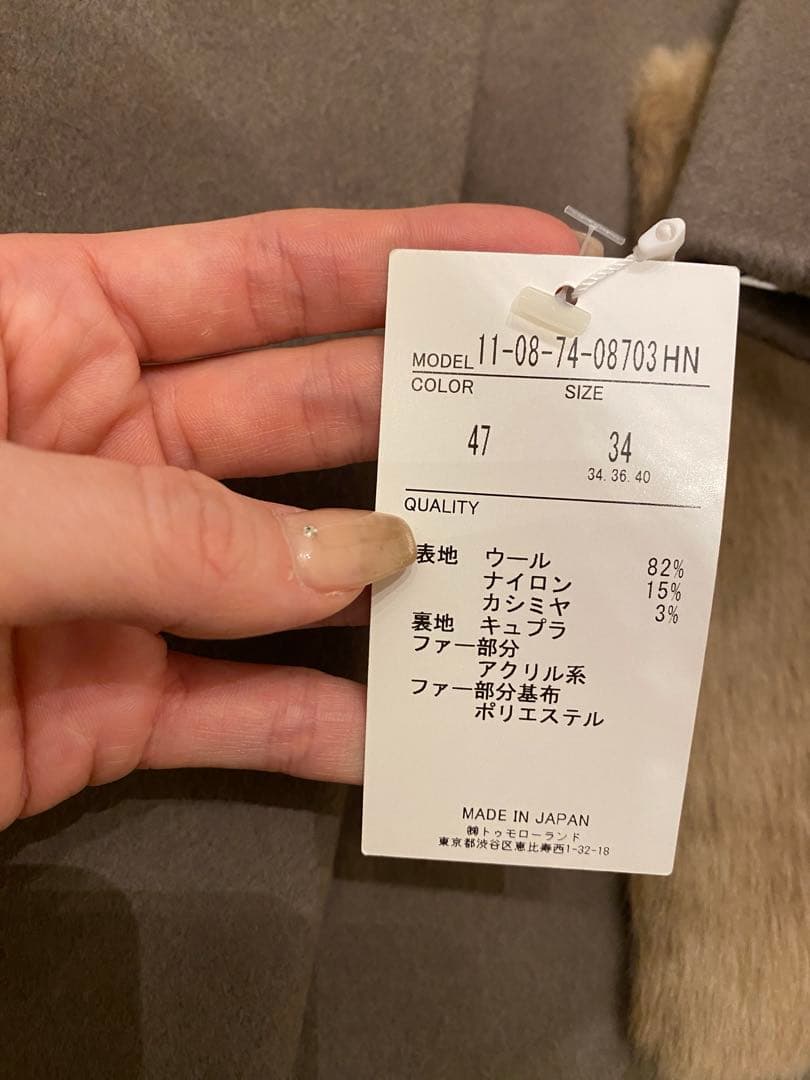 MODEL 11-08-74-08703HN
COLOR SIZE
47 34
34. 36. 40
QUALITY
表地 ウール 82%
ナイロン 15%
カシミヤ 3%
裏地 キュプラ
ファー部分
アクリル系
ファー部分基布
ポリエステル
MADE IN JAPAN
㈱トゥモローランド
東京都渋谷区恵比寿西1-32-18